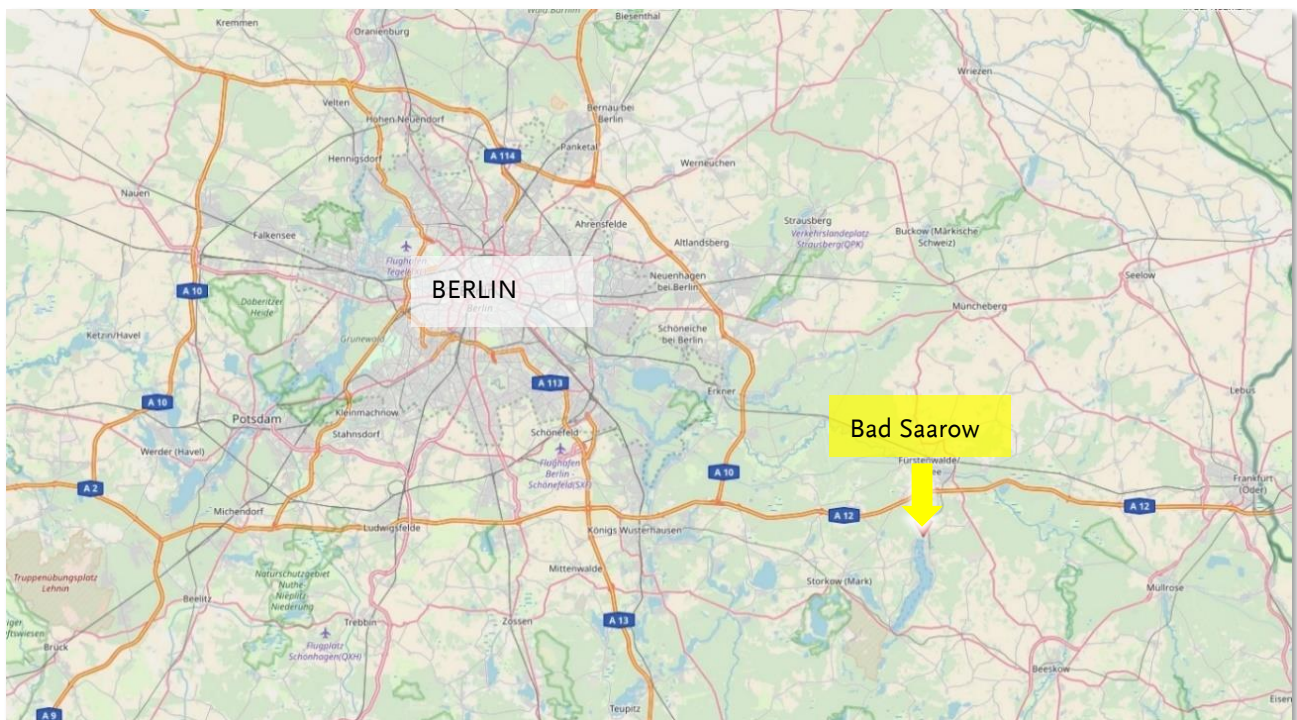 Kremmen
Biesenthal
Oranienburg
Wriezen
Velten
Bernau bei
Berlin
Hohen Neuendorf
Hennigsdorf
A 114
Panketal
Werneuchen
Nauen
Falkensee
Ahrensfelde
Strausberg
Verkehrslandeplatz
Strausberg(QPK)
Buckow (Märkische
Schweiz)
Altlandsberg
Flughafen
Tegel
Neuenhagen
bei Berlin
Seelow
A 10
Döberitzer
Heide
BERLIN
Berlin
Müncheberg
Ketzin/Havel
Grunewald
Schöneiche
bei Berlin
A 113
Erkner
Lebus
A 10
Potsdam
Kleinmachnow
Stahnsdorf
Schönefeld
Bad Saarow
Werder (Havel)
Flughafen
Berlin -
Schönefeld(SXF)
A 10
Fürstenwalde/
Frankfurt
(Oder)
A 2
Michendorf
Ludwigsfelde
Königs Wusterhausen
A 12
A 12
Truppenübungsplatz
Lehnin
Naturschutzgebiet
Nuthe-
Nieplitz
Niederung
Mittenwalde
Storkow (Mark)
Müllrose
Beelitz
Trebbin
Zossen
A 13
Brück
Flugplatz
Schönhagen(QXH)
Beeskow
A 9
Teupitz